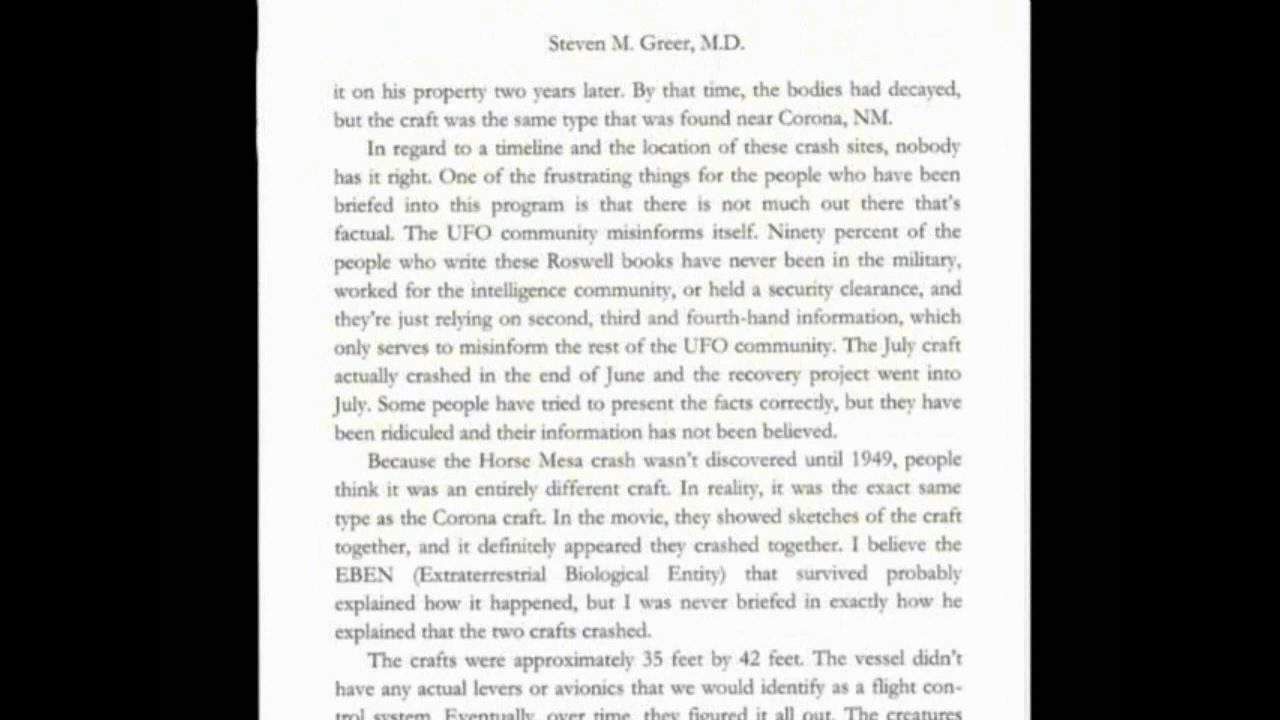 Steven M. Greer, M.D.
it on his property two years later. By that time, the bodies had decayed,
but the craft was the same type that was found near Corona, NM.
In regard to a timeline and the location of these crash sites, nobody
has it right. One of the frustrating things for the people who have been
briefed into this program is that there is not much out there that's
factual. The UFO community misinforms itself. Ninety percent of the
people who write these Roswell books have never been in the military,
worked for the intelligence community, or held a security clearance, and
they're just relying on second, third and fourth-hand information, which
only serves to misinform the rest of the UFO community. The July craft
actually crashed in the end of June and the recovery project went into
July. Some people have tried to present the facts correctly, but they have
been ridiculed and their information has not been believed.
Because the Horse Mesa crash wasn't discovered until 1949, people
think it was an entirely different craft. In reality, it was the exact same
type as the Corona craft. In the movie, they showed sketches of the craft
together, and it definitely appeared they crashed together. I believe the
EBEN (Extraterrestrial Biological Entity) that survived probably
explained how it happened, but I was never briefed in exactly how he
explained that the two crafts crashed.
The crafts were approximately 35 feet by 42 feet. The vessel didn't
have any actual levers or avionics that we would identify as a flight con-
trol system. Eventually, over time, they figured it all out. The creatures